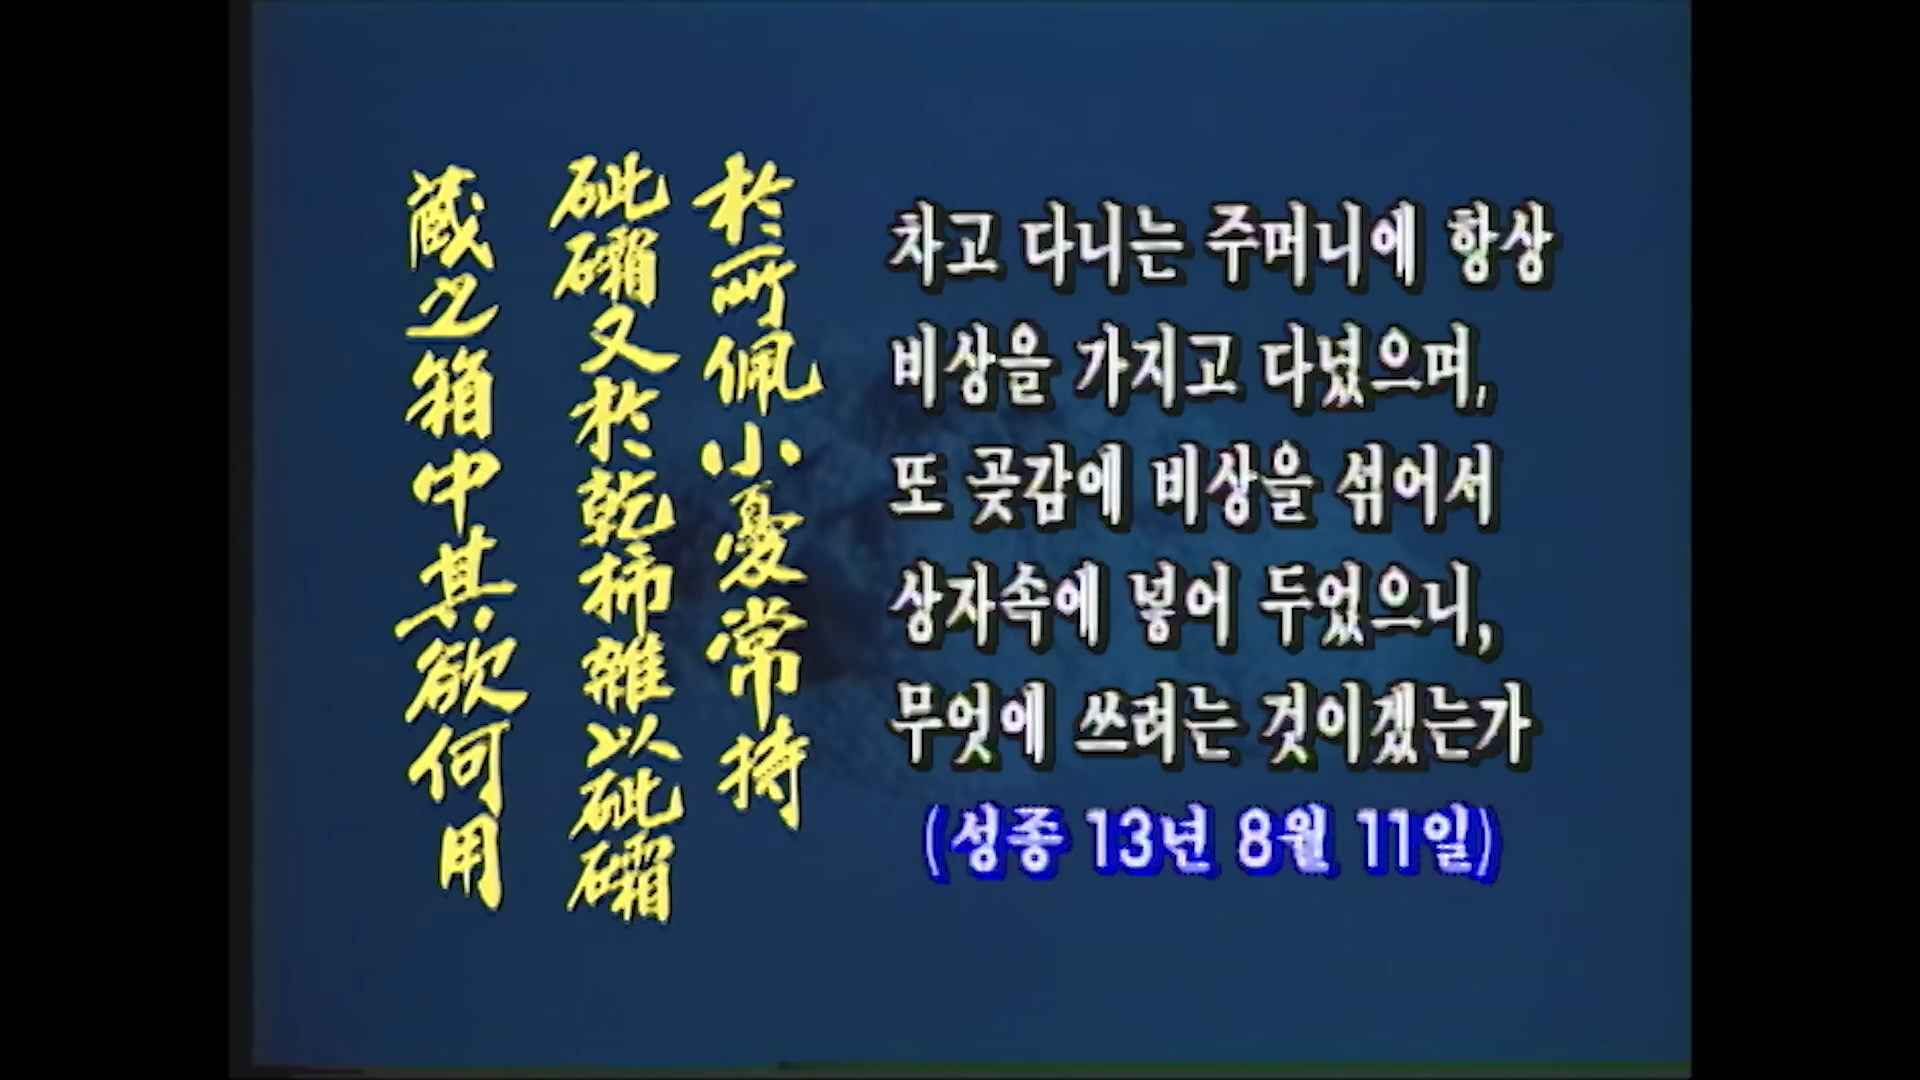 於所佩小憂常持
砒礵又於乾柿雜以砒礵
蔵之箱中其欲何用
차고 다니는 주머니에 항상
비상을 가지고 다녔으며,
또 곶감에 비상을 섞어서
상자속에 넣어 두었으니,
무엇에 쓰려는 것이겠는가
(성종 13년 8월 11일)